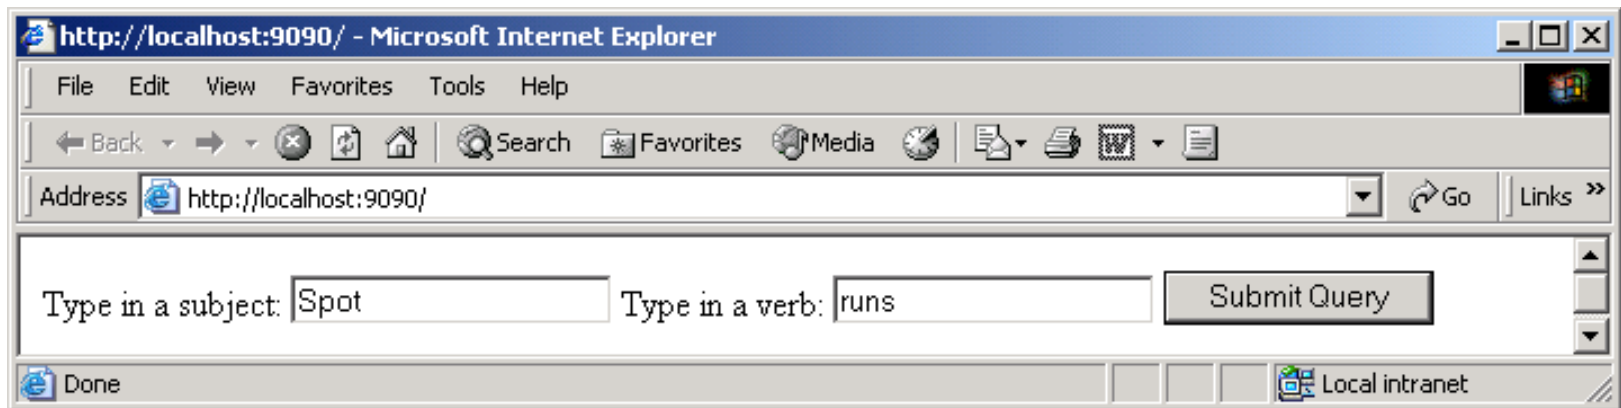 http://localhost:9090/ - Microsoft Internet Explorer
File Edit View Favorites Tools Help
Back Search Favorites Media W
Address http://localhost:9090/ Go Links »
Type in a subject: Spot Type in a verb: runs Submit Query
Done Local intranet